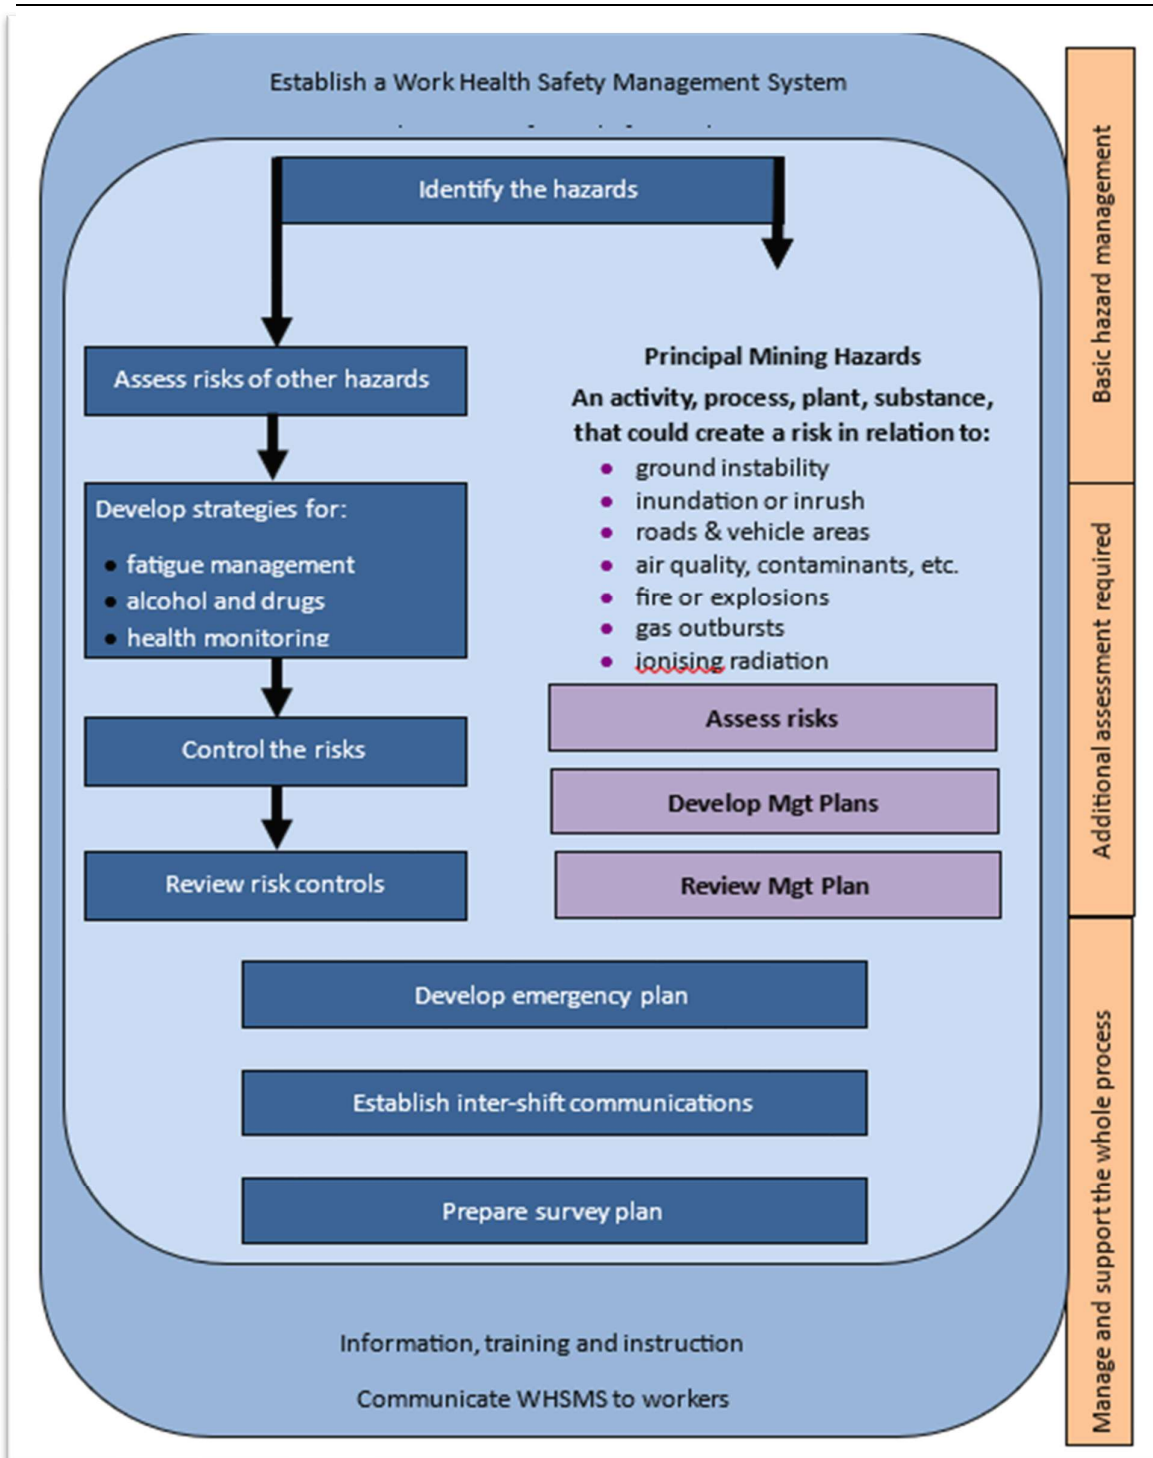 Establish a Work Health Safety Management System
Identify the hazards
Assess risks of other hazards
Develop strategies for:
fatigue management
alcohol and drugs
health monitoring
Control the risks
Review risk controls
Principal Mining Hazards
An activity, process, plant, substance,
that could create a risk in relation to:
ground instability
inundation or inrush
roads & vehicle areas
air quality, contaminants, etc.
fire or explosions
gas outbursts
ionising radiation
Assess risks
Develop Mgt Plans
Review Mgt Plan
Develop emergency plan
Establish inter-shift communications
Prepare survey plan
Information, training and instruction
Communicate WHSMS to workers
Basic hazard management
Additional assessment required
Manage and support the whole process